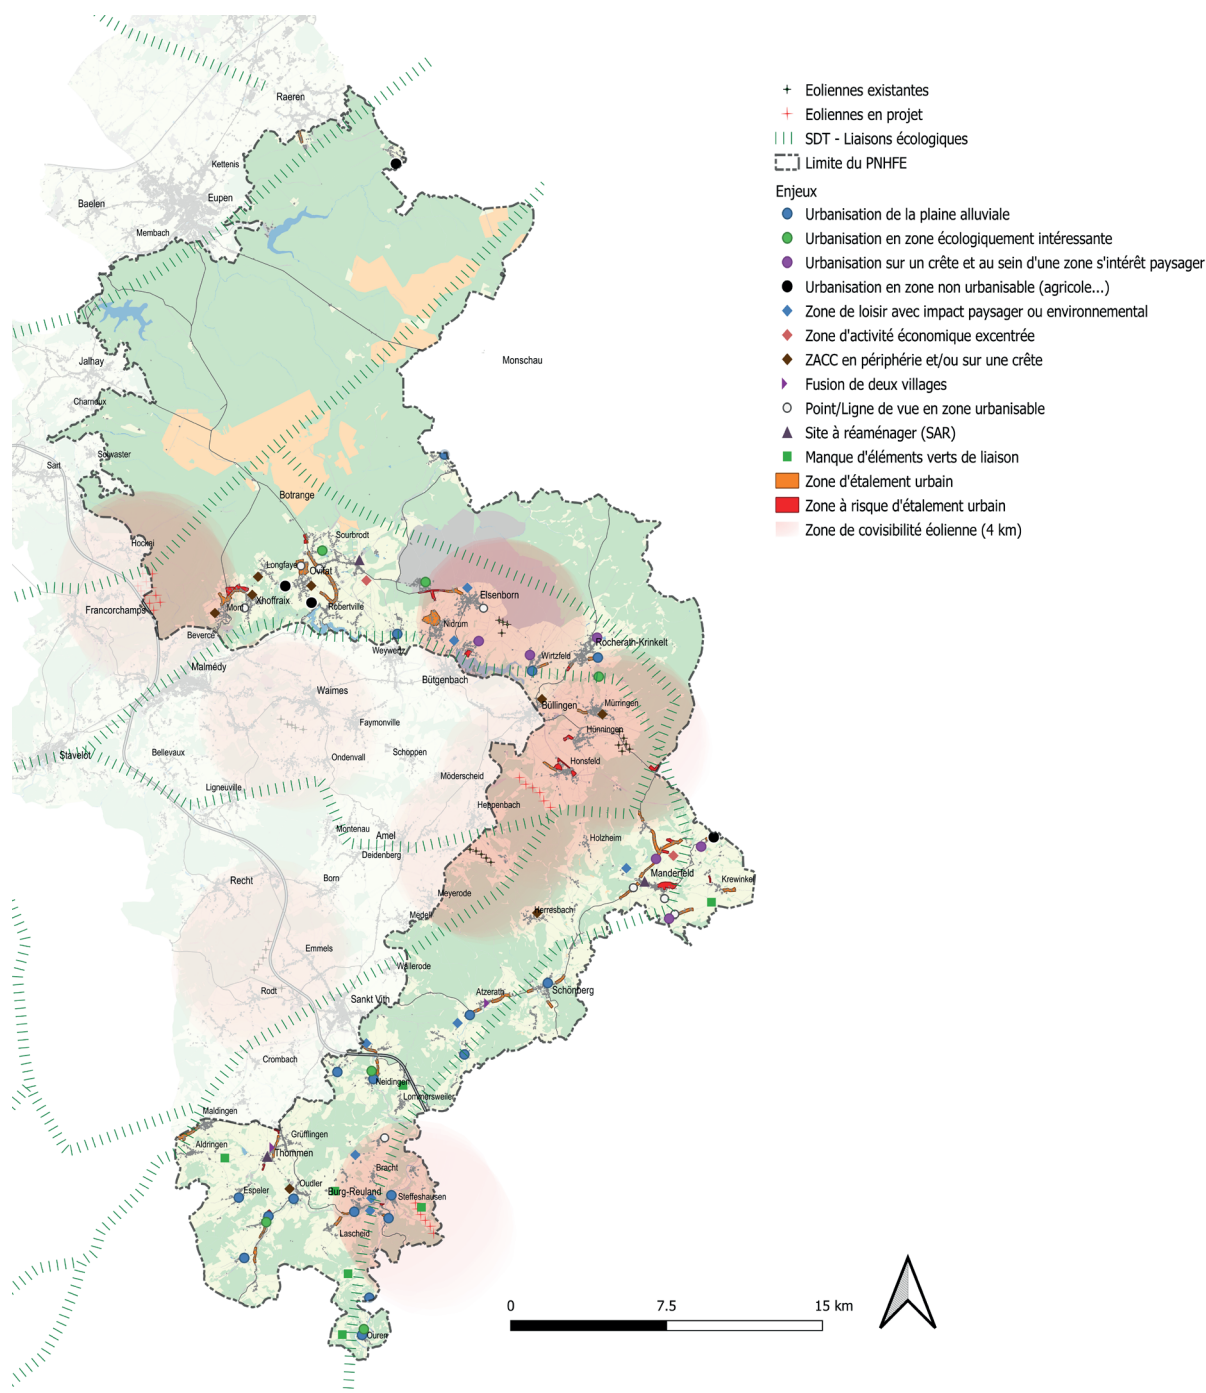 Eoliennes existantes
Eoliennes en projet
SDT - Liaisons écologiques
Limite du PNHFE
Enjeux
Urbanisation de la plaine alluviale
Urbanisation en zone écologiquement intéressante
Urbanisation sur un crête et au sein d'une zone s'intérêt paysager
Urbanisation en zone non urbanisable (agricole...)
Zone de loisir avec impact paysager ou environnemental
Zone d'activité économique excentrée
ZACC en périphérie et/ou sur une crête
Fusion de deux villages
Point/Ligne de vue en zone urbanisable
Site à réaménager (SAR)
Manque d'éléments verts de liaison
Zone d'étalement urbain
Zone à risque d'étalement urbain
Zone de covisibilité éolienne (4 km)
Raeren
Kettenis
Eupen
Baelen
Membach
Jalhay
Monschau
Charneux
Solwaster
Sart
Botrange
Sourbrodt
Hockai
Longfaye
Ovifat
Xhoffraix
Mont
Robertville
Elsenborn
Francorchamps
Nidrum
Beverce
Weywertz
Rocherath-Krinkelt
Wirtzfeld
Malmédy
Bütgenbach
Waimes
Büllingen
Mürringen
Faymonville
Hünningen
Stavelot
Bellevaux
Ondenvall
Schoppen
Honsfeld
Möderscheid
Ligneuville
Heppenbach
Montenau
Amel
Holzheim
Deidenberg
Recht
Born
Manderfeld
Krewinkel
Meyerode
Medell
Herresbach
Emmels
Wallerode
Rodt
Sankt Vith
Atzerath
Schönberg
Crombach
Neidingen
Lommersweiler
Maldingen
Aldringen
Grüfflingen
Thommen
Bracht
Espeler
Oudler
Burg-Reuland
Steffeshausen
Lascheid
Ouren
0
7.5
15 km